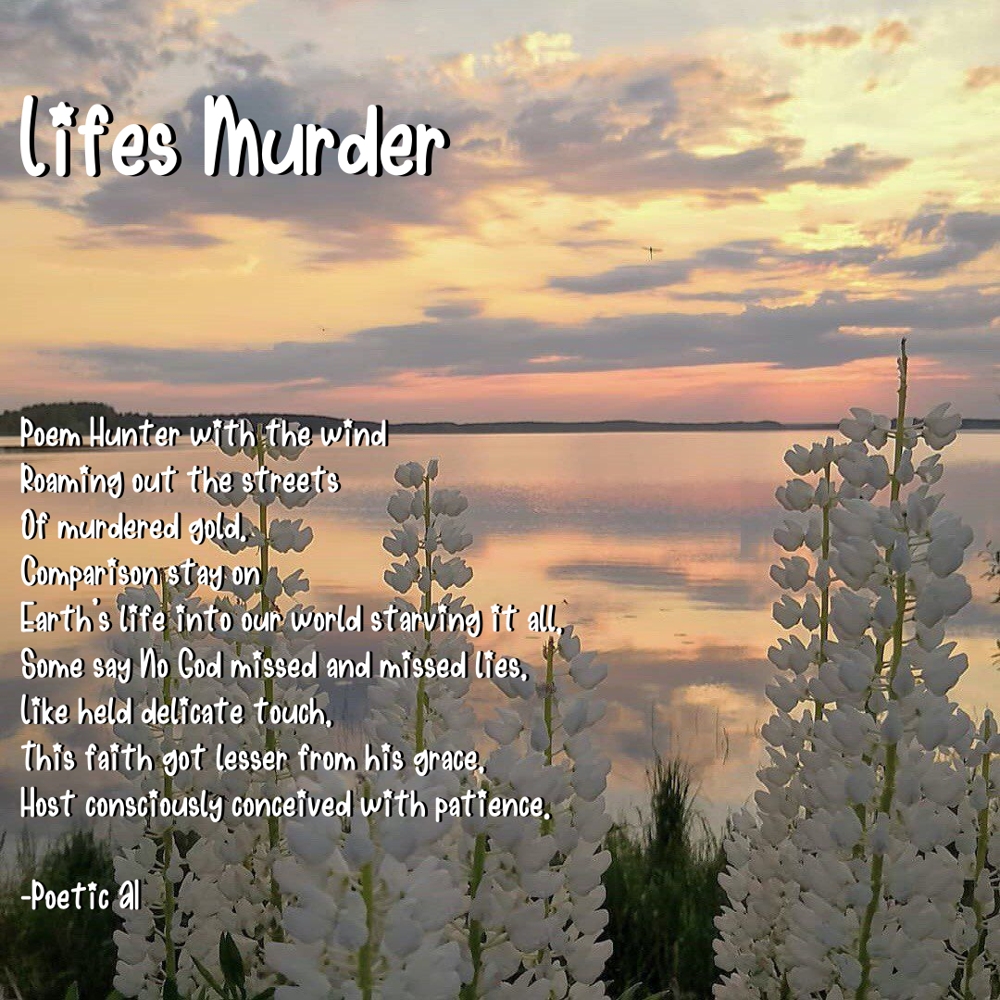 Lifes Murder
Poem Hunter with the wind
Roaming out the streets
Of murdered gold,
Comparison stay on
Earth's life into our world starving it all,
Some say No God missed and missed lies,
Like held delicate touch,
This faith got lesser from his grace,
Host consciously conceived with patience.
-Poetic Al